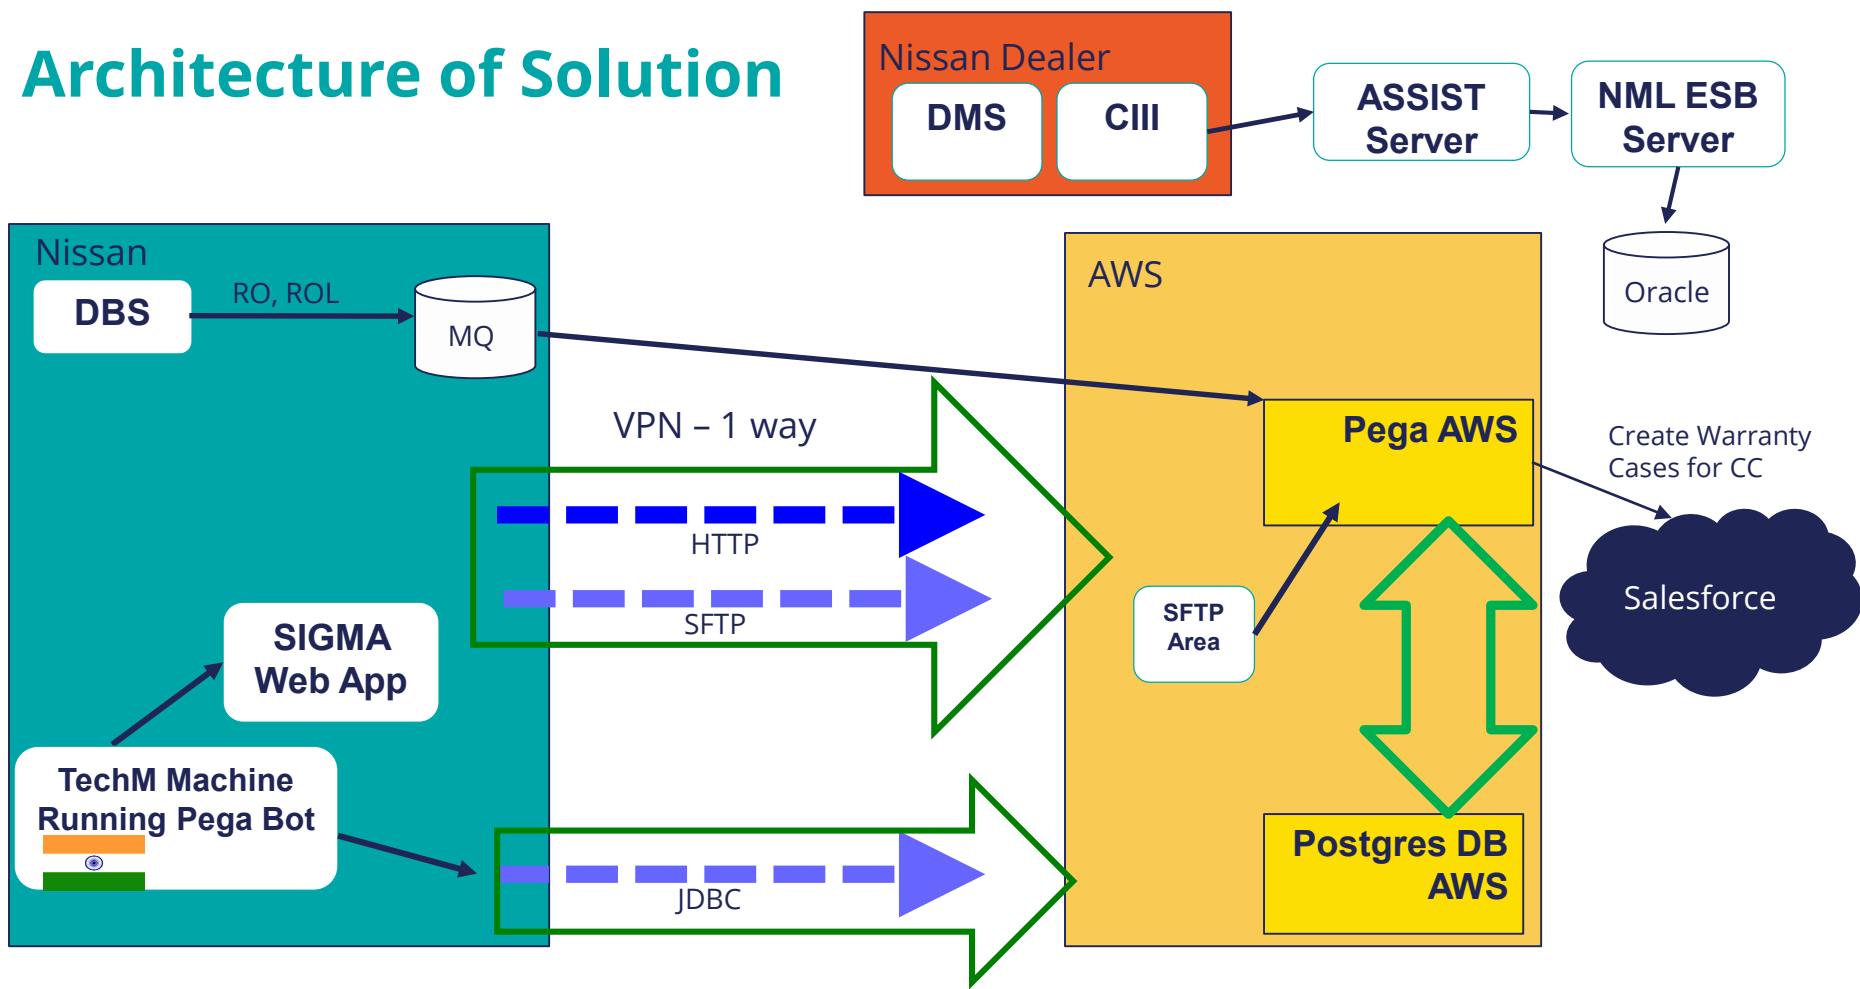 Architecture of Solution
Nissan Dealer
DMS
CIII
ASSIST
Server
NML ESB
Server
Oracle
Nissan
DBS
RO, ROL
MQ
VPN – 1 way
HTTP
SFTP
SIGMA
Web App
TechM Machine
Running Pega Bot
JDBC
AWS
Pega AWS
SFTP
Area
Postgres DB
AWS
Create Warranty
Cases for CC
Salesforce